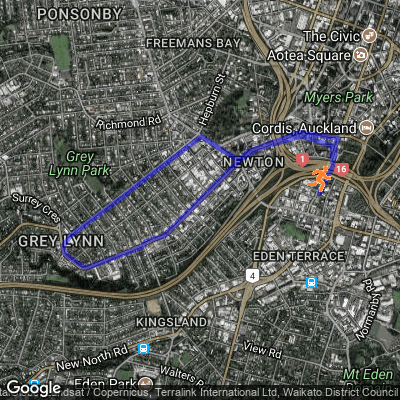 PONSONBY
The Civic
FREEMANS BAY
Aotea Square
Hepburn St
Myers Park
Richmond Rd
Cordis, Auckland
Grey
Lynn Park
NEWTON
1
16
Surrey Cres
GREY LYNN
EDEN TERRACE
4
Normanby Rd
KINGSLAND
New North Rd
View Rd
Walters
Mt Eden
Eden Park
Google
dsat / Copernicus, Terralink International Ltd, Waikato District Council